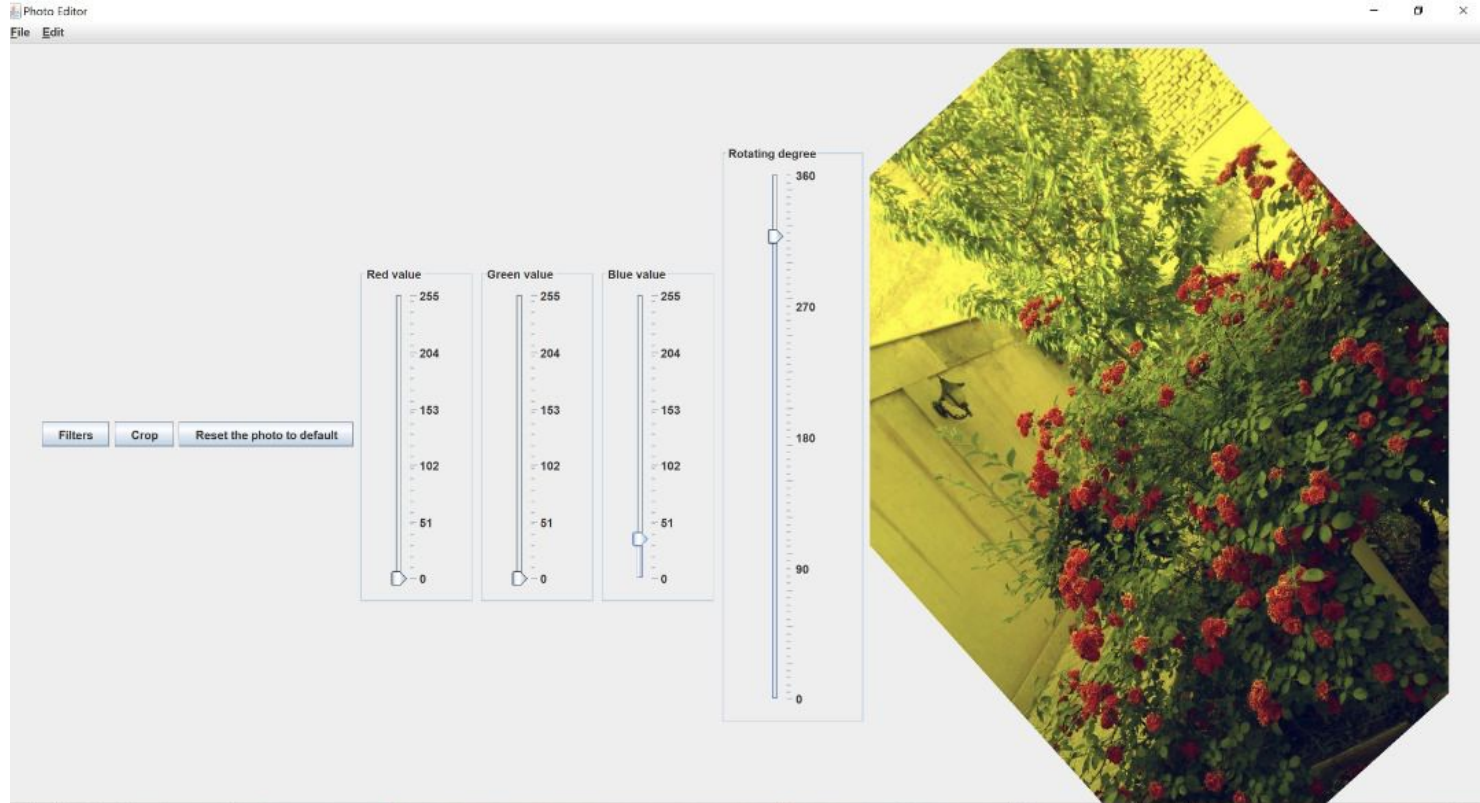 Photo Editor
File Edit
Rotating degree
360
270
180
90
0
Red value
255
204
153
102
51
0
Green value
255
204
153
102
51
0
Blue value
255
204
153
102
51
0
Filters
Crop
Reset the photo to default